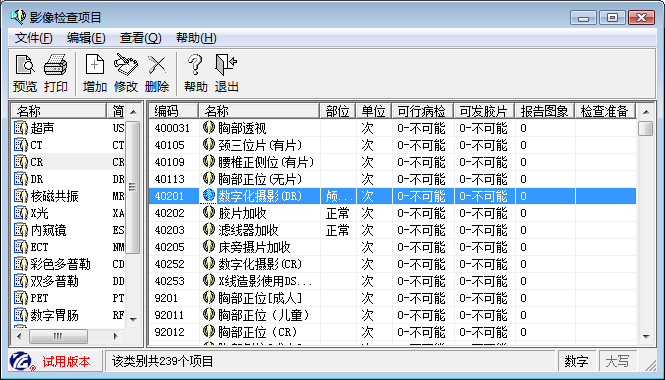 影像检查项目
文件(F) 编辑(E) 查看(Q) 帮助(H)
预览 打印 增加 修改 删除 帮助 退出
名称 简
超声 US
CT CT
CR CR
DR DR
核磁共振 MR
X光 XA
内窥镜 ES
ECT NM
彩色多普勒 CD
双多普勒 DD
PET PT
数字胃肠 RF
编码 名称 部位 单位 可行病检 可发胶片 报告图象 检查准备
400031 胸部透视 次 0-不可能 0-不可能 0
40105 颈三位片(有片) 次 0-不可能 0-不可能 0
40109 腰椎正侧位(有片) 次 0-不可能 0-不可能 0
40113 胸部正位(无片) 次 0-不可能 0-不可能 0
40201 数字化摄影(DR) 颅... 次 0-不可能 0-不可能 0
40202 胶片加收 正常 次 0-不可能 0-不可能 0
40203 滤线器加收 正常 次 0-不可能 0-不可能 0
40205 床旁摄片加收 次 0-不可能 0-不可能 0
40252 数字化摄影(CR) 次 0-不可能 0-不可能 0
40253 X线造影使用DS... 次 0-不可能 0-不可能 0
9201 胸部正位[成人] 次 0-不可能 0-不可能 0
92011 胸部正位（儿童） 次 0-不可能 0-不可能 0
92012 胸部正位（CR） 次 0-不可能 0-不可能 0
试用版本 该类别共239个项目 数字 大写